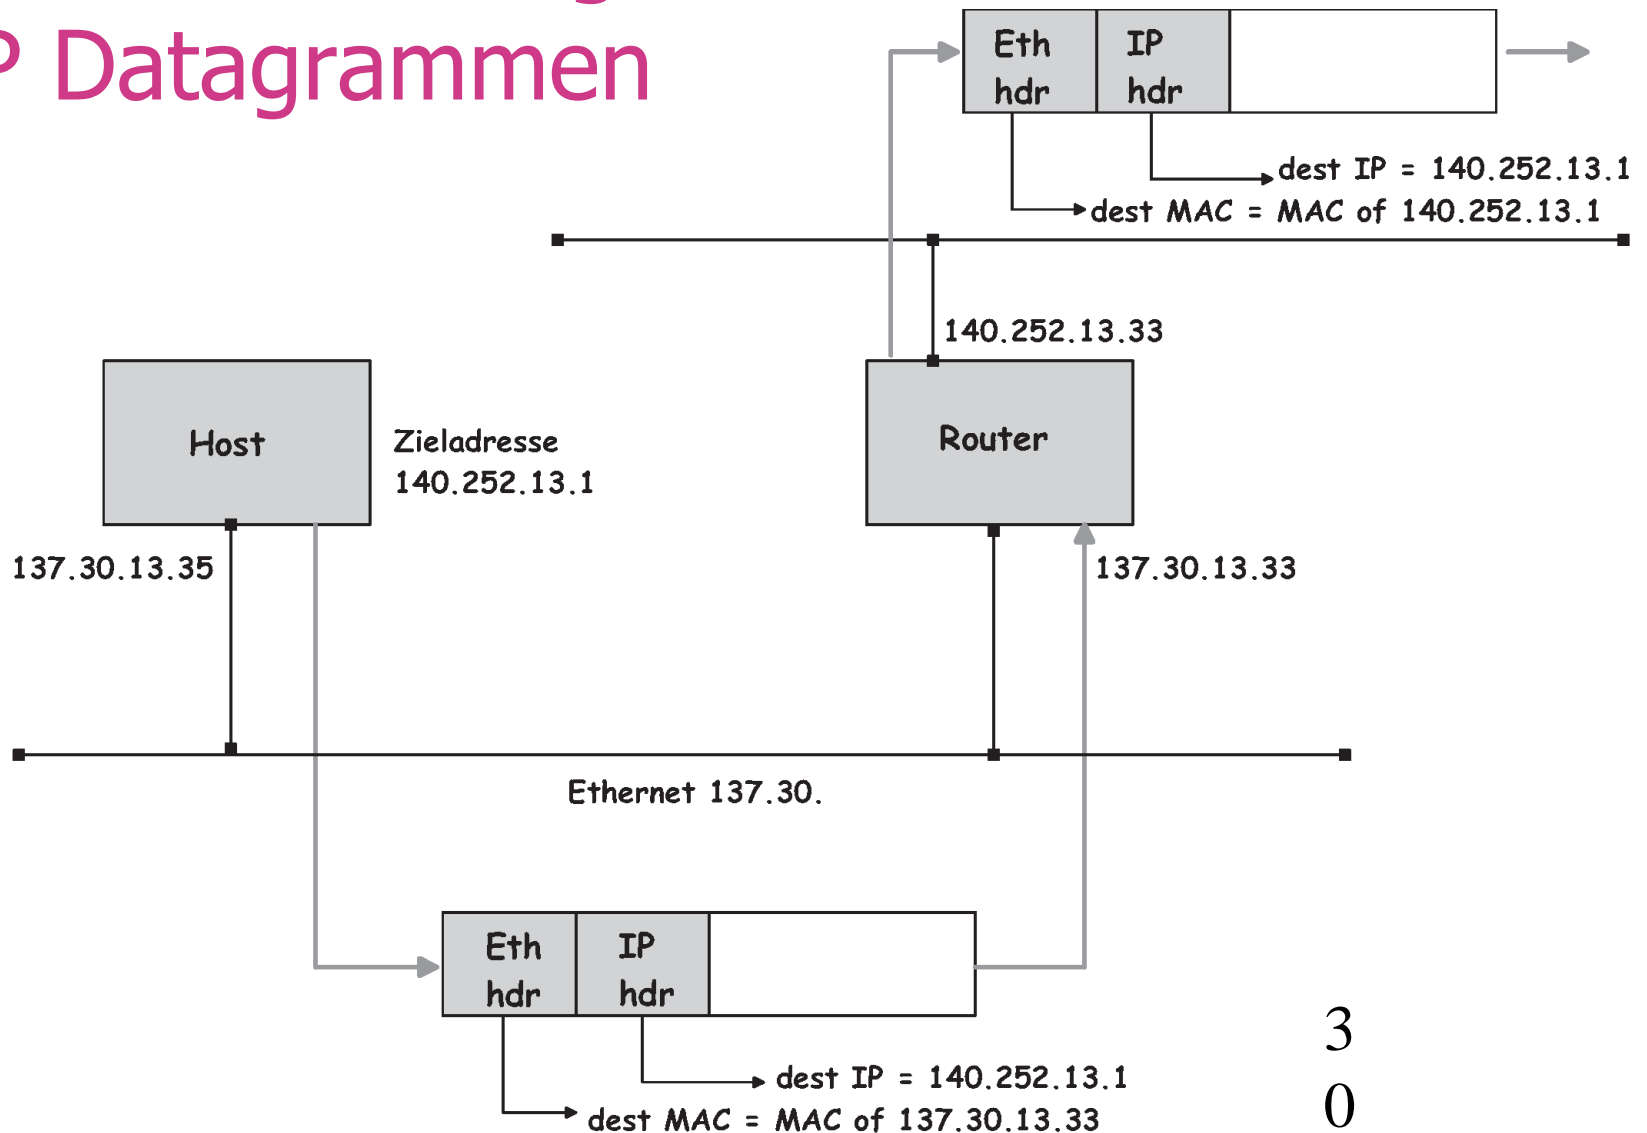 P Datagrammen
Eth
hdr
IP
hdr
dest IP = 140.252.13.1
dest MAC = MAC of 140.252.13.1
140.252.13.33
Host
Zieladresse
140.252.13.1
Router
137.30.13.35
137.30.13.33
Ethernet 137.30.
Eth
hdr
IP
hdr
dest IP = 140.252.13.1
dest MAC = MAC of 137.30.13.33
3
0